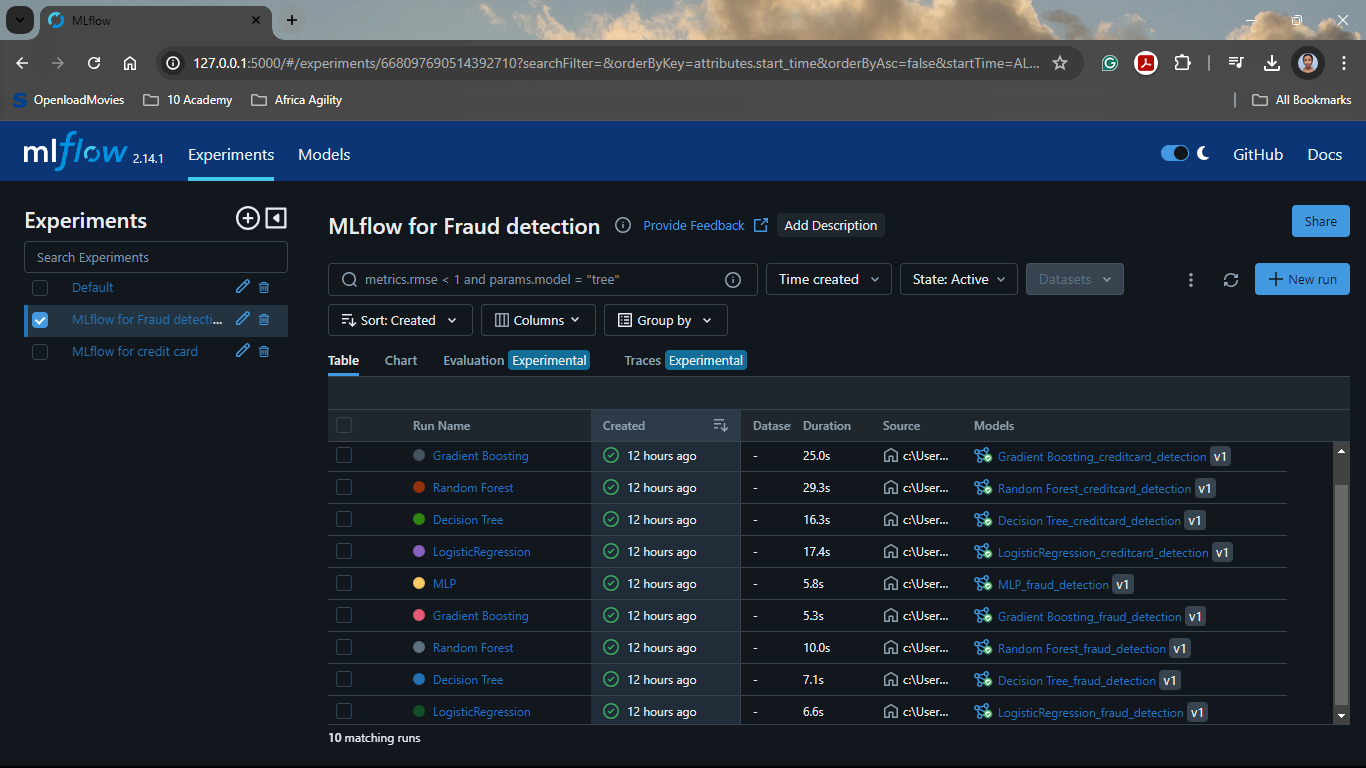 MLflow
127.0.0.1:5000/#/experiments/668097690514392710?searchFilter=&orderByKey=attributes.start_time&orderByAsc=false&startTime=AL...
S OpenloadMovies 10 Academy Africa Agility All Bookmarks
mlflow 2.14.1 Experiments Models GitHub Docs
Experiments
Search Experiments
Default
MLflow for Fraud detecti...
MLflow for credit card
MLflow for Fraud detection Provide Feedback Add Description Share
metrics.rmse < 1 and params.model = "tree" Time created State: Active Datasets New run
Sort: Created Columns Group by
Table Chart Evaluation Experimental Traces Experimental
Run Name Created Datase Duration Source Models
Gradient Boosting 12 hours ago - 25.0s c:\User... Gradient Boosting_creditcard_detection v1
Random Forest 12 hours ago - 29.3s c:\User... Random Forest_creditcard_detection v1
Decision Tree 12 hours ago - 16.3s c:\User... Decision Tree_creditcard_detection v1
LogisticRegression 12 hours ago - 17.4s c:\User... LogisticRegression_creditcard_detection v1
MLP 12 hours ago - 5.8s c:\User... MLP_fraud_detection v1
Gradient Boosting 12 hours ago - 5.3s c:\User... Gradient Boosting_fraud_detection v1
Random Forest 12 hours ago - 10.0s c:\User... Random Forest_fraud_detection v1
Decision Tree 12 hours ago - 7.1s c:\User... Decision Tree_fraud_detection v1
LogisticRegression 12 hours ago - 6.6s c:\User... LogisticRegression_fraud_detection v1
10 matching runs